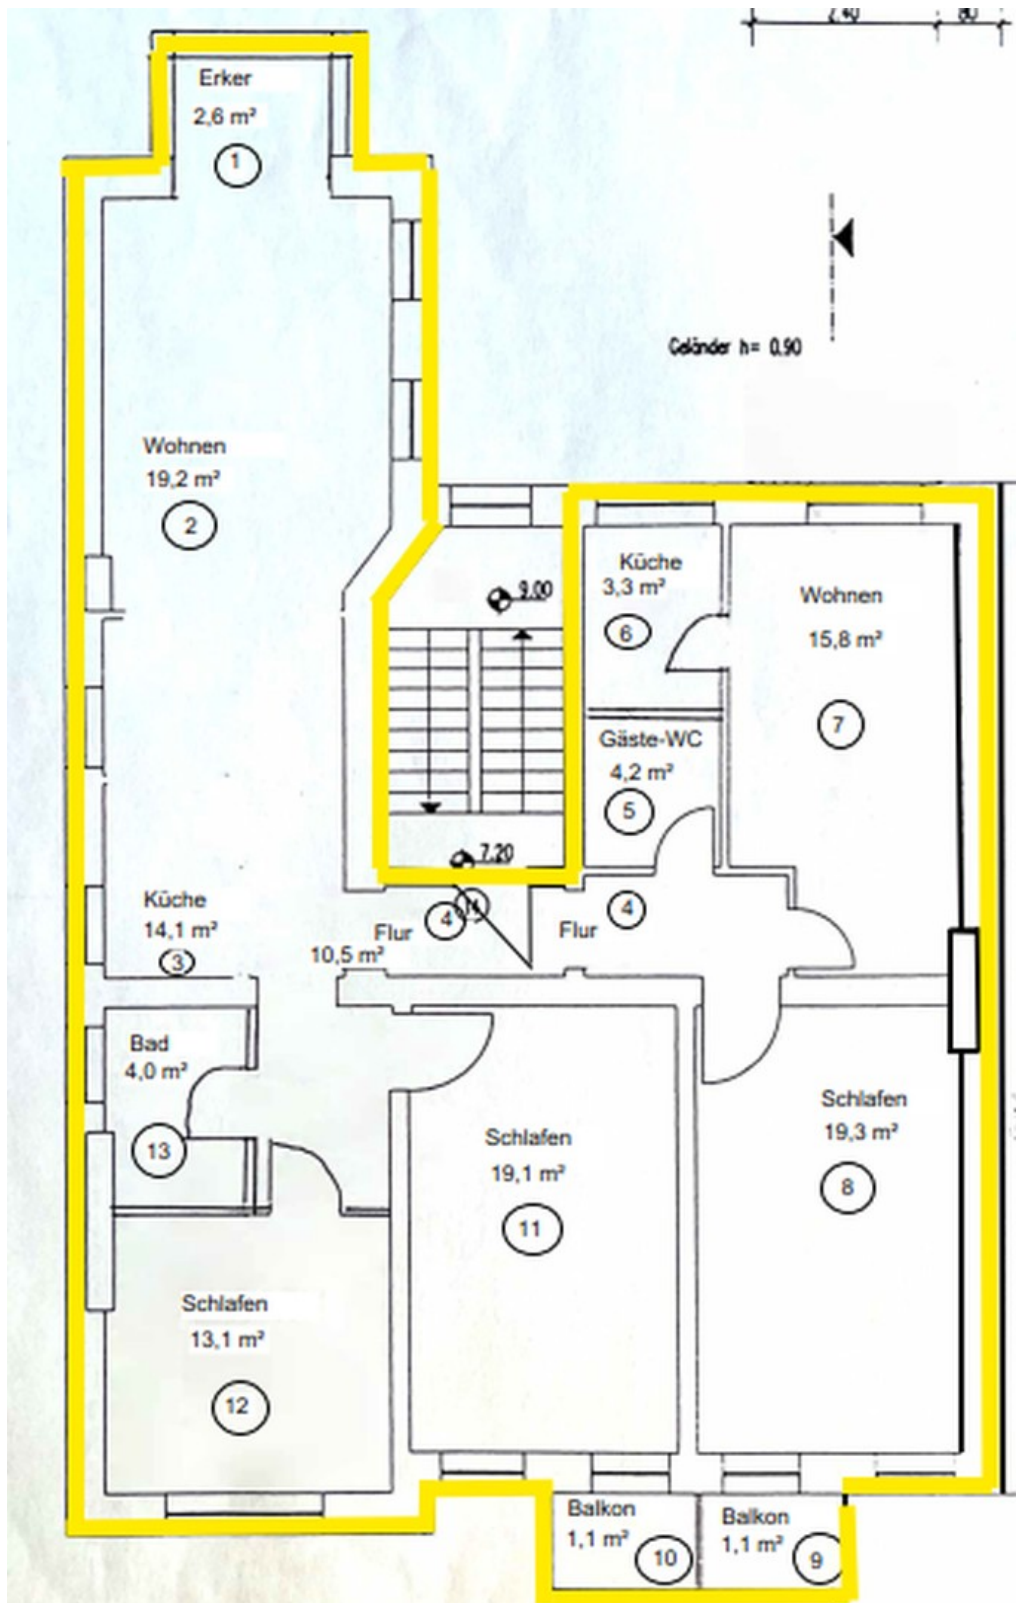 2.40
80
Erker
2,6 m²
1
Geländer h= 0.90
Wohnen
19,2 m²
2
9.00
Küche
3,3 m²
6
Wohnen
15,8 m²
7
Gäste-WC
4,2 m²
5
7.20
Küche
14,1 m²
3
Flur
10,5 m²
4
Flur
4
Bad
4,0 m²
13
Schlafen
19,1 m²
11
Schlafen
19,3 m²
8
Schlafen
13,1 m²
12
Balkon
1,1 m²
10
Balkon
1,1 m²
9